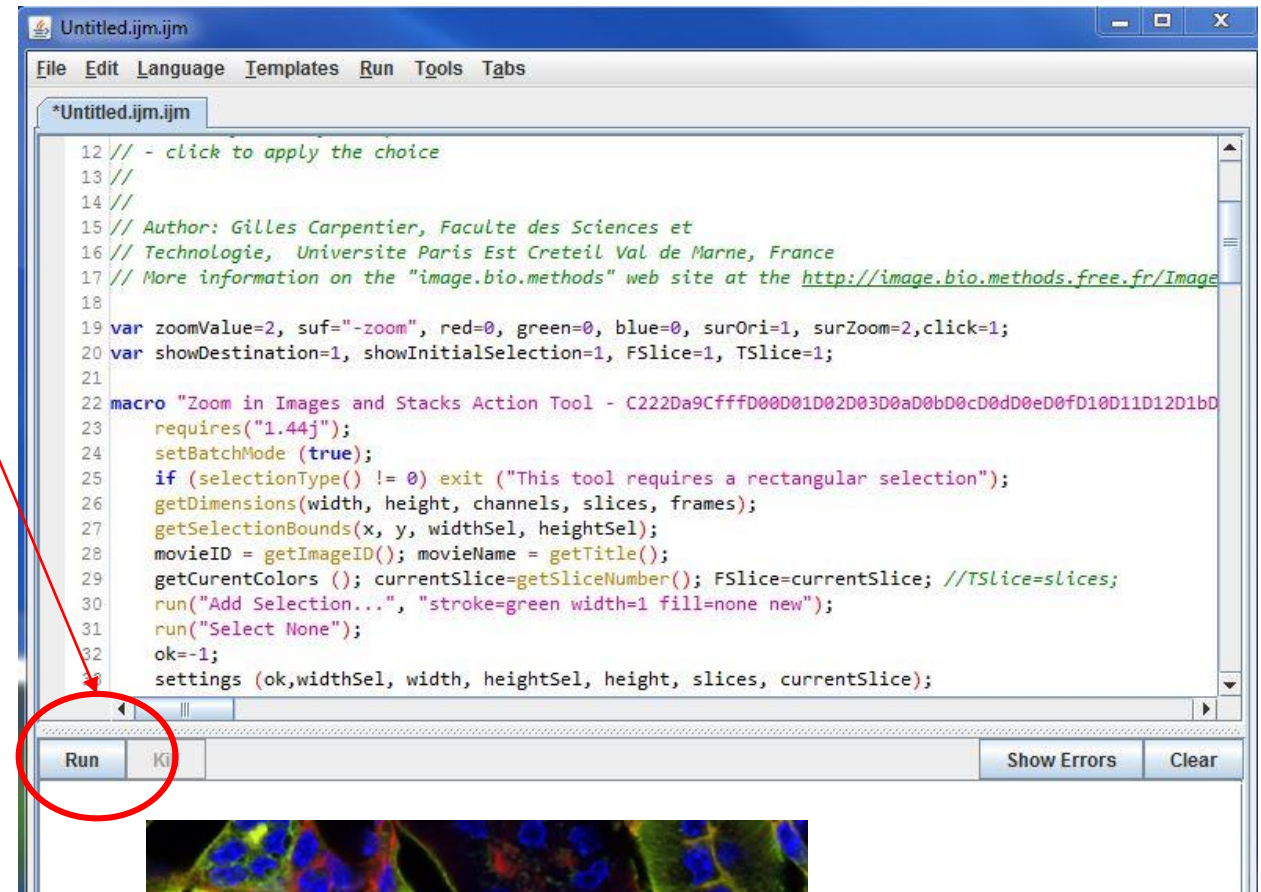 Untitled.ijm.ijm
File Edit Language Templates Run Tools Tabs
*Untitled.ijm.ijm
12 // - click to apply the choice
13 //
14 //
15 // Author: Gilles Carpentier, Faculte des Sciences et
16 // Technologie,  Universite Paris Est Creteil Val de Marne, France
17 // More information on the "image.bio.methods" web site at the http://image.bio.methods.free.fr/Image
18
19 var zoomValue=2, suf="-zoom", red=0, green=0, blue=0, surOri=1, surZoom=2,click=1;
20 var showDestination=1, showInitialSelection=1, FSlice=1, TSlice=1;
21
22 macro "Zoom in Images and Stacks Action Tool - C222Da9CfffD00D01D02D03D0aD0bD0cD0dD0eD0fD10D11D12D1bD
23     requires("1.44j");
24     setBatchMode (true);
25     if (selectionType() != 0) exit ("This tool requires a rectangular selection");
26     getDimensions(width, height, channels, slices, frames);
27     getSelectionBounds(x, y, widthSel, heightSel);
28     movieID = getImageID(); movieName = getTitle();
29     getCurentColors (); currentSlice=getSliceNumber(); FSlice=currentSlice; //TSlice=slices;
30     run("Add Selection...", "stroke=green width=1 fill=none new");
31     run("Select None");
32     ok=-1;
33     settings (ok,widthSel, width, heightSel, height, slices, currentSlice);
Run Kill Show Errors Clear